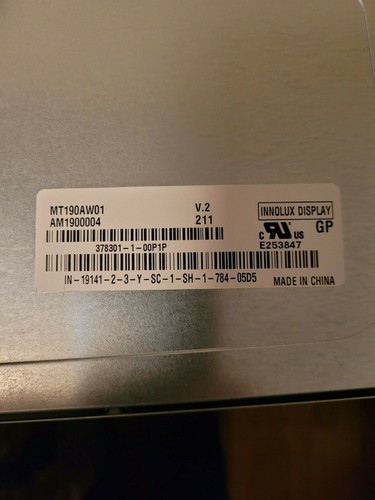 MT190AW01 V.2 INNOLUX DISPLAY
AM1900004 211 c RU US GP
378301-1-00P1P E253847
IN-19141-2-3-Y-SC-1-SH-1-784-05D5 MADE IN CHINA